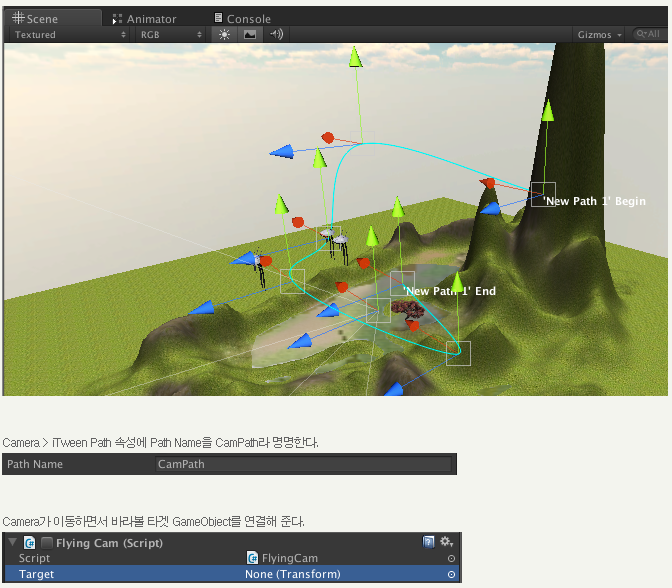 Scene Animator Console
Textured RGB Gizmos All
'New Path 1' Begin
'New Path 1' End
Camera > iTween Path 속성에 Path Name을 CamPath라 명명한다.
Path Name CamPath
Camera가 이동하면서 바라볼 타겟 GameObject를 연결해 준다.
Flying Cam (Script)
Script FlyingCam
Target None (Transform)